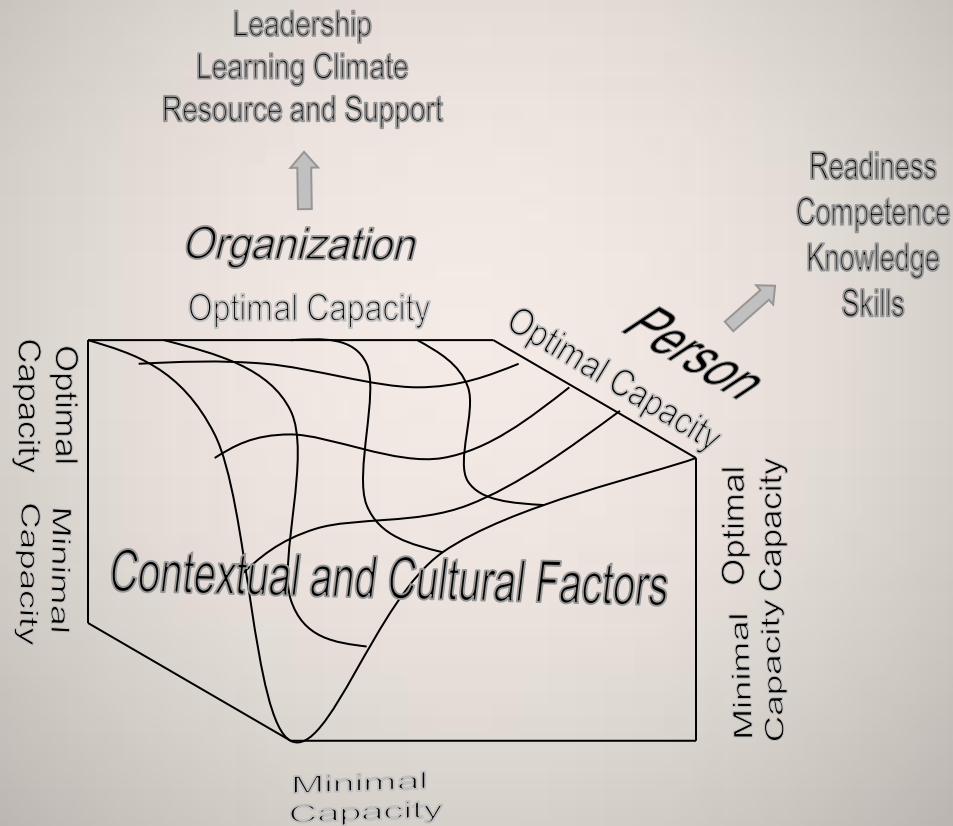 Leadership
Learning Climate
Resource and Support
Readiness
Competence
Knowledge
Skills
Organization
Optimal Capacity
Person
Optimal Capacity
Optimal
Capacity
Minimal
Capacity
Contextual and Cultural Factors
Optimal
Capacity
Minimal
Capacity
Minimal
Capacity